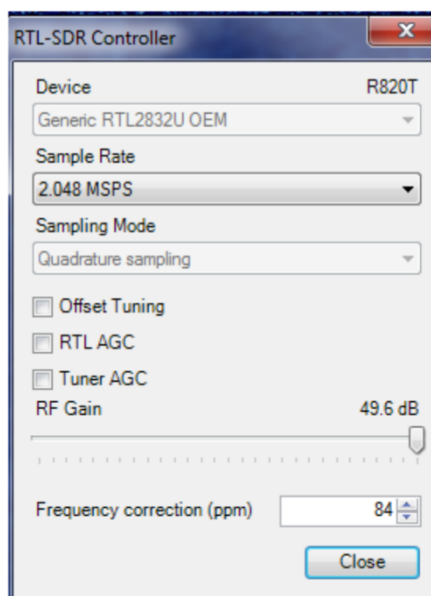 RTL-SDR Controller
Device R820T
Generic RTL2832U OEM
Sample Rate
2.048 MSPS
Sampling Mode
Quadrature sampling
Offset Tuning
RTL AGC
Tuner AGC
RF Gain 49.6 dB
Frequency correction (ppm) 84
Close